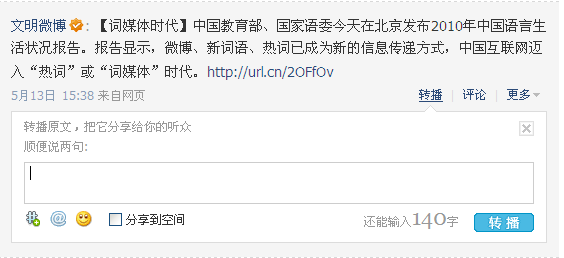 文明微博：【词媒体时代】中国教育部、国家语委今天在北京发布2010年中国语言生
活状况报告。报告显示，微博、新词语、热词已成为新的信息传递方式，中国互联网迈
入“热词”或“词媒体”时代。http://url.cn/2OFfOv
5月13日 15:38 来自网页 转播 | 评论 | 更多
转播原文，把它分享给你的听众
顺便说两句:
分享到空间 还能输入140字 转播